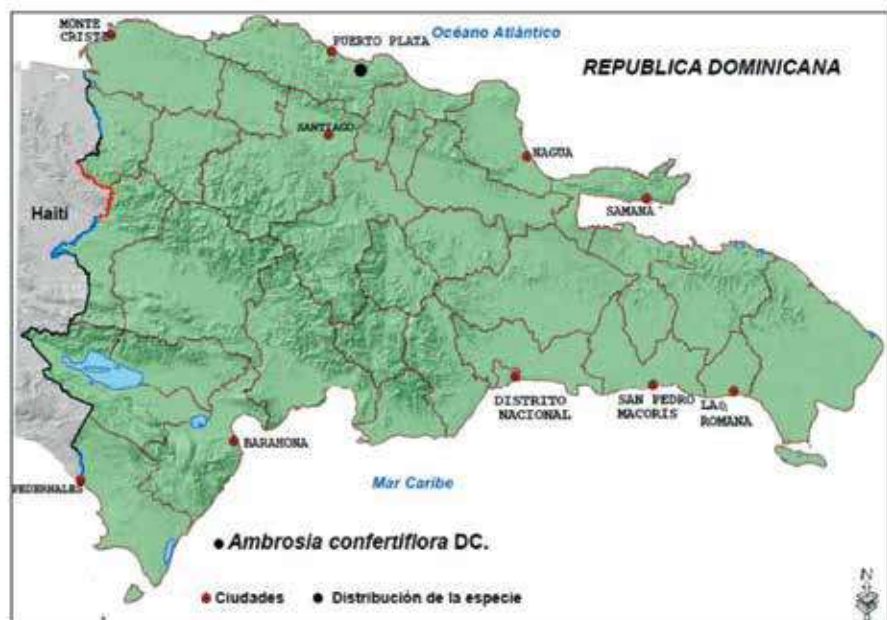 MONTE
CRISTI
PUERTO PLATA
Océano Atlántico
REPUBLICA DOMINICANA
SANTIAGO
NAGUA
Haití
SAMANA
DISTRITO
NACIONAL
SAN PEDRO
MACORIS
LA
ROMANA
BARAHONA
PEDERNALES
Mar Caribe
● Ambrosia confertiflora DC.
Ciudades
Distribución de la especie
N